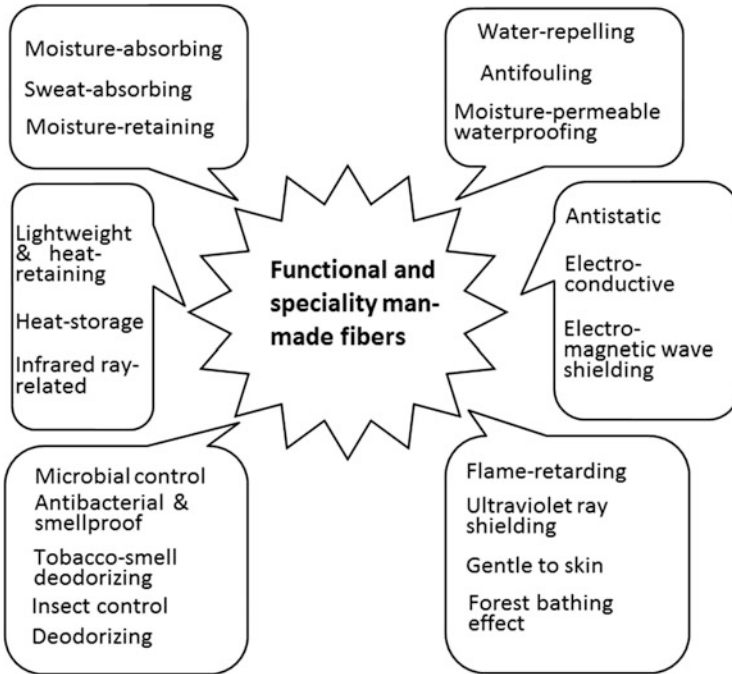 Moisture-absorbing
Sweat-absorbing
Moisture-retaining
Water-repelling
Antifouling
Moisture-permeable
waterproofing
Lightweight
& heat-
retaining
Heat-storage
Infrared ray-
related
Functional and
speciality man-
made fibers
Antistatic
Electro-
conductive
Electro-
magnetic wave
shielding
Microbial control
Antibacterial &
smellproof
Tobacco-smell
deodorizing
Insect control
Deodorizing
Flame-retarding
Ultraviolet ray
shielding
Gentle to skin
Forest bathing
effect